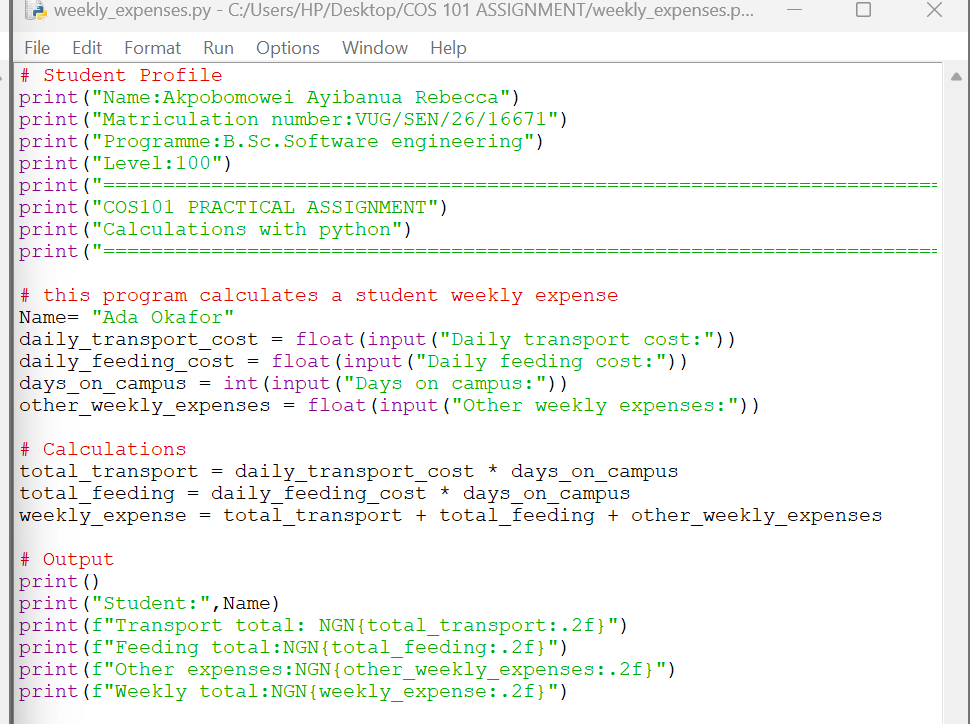 weekly_expenses.py - C:/Users/HP/Desktop/COS 101 ASSIGNMENT/weekly_expenses.p...
File Edit Format Run Options Window Help
# Student Profile
print("Name:Akpobomowei Ayibanua Rebecca")
print("Matriculation number:VUG/SEN/26/16671")
print("Programme:B.Sc.Software engineering")
print("Level:100")
print("======================================================================
print("COS101 PRACTICAL ASSIGNMENT")
print("Calculations with python")
print("======================================================================
# this program calculates a student weekly expense
Name= "Ada Okafor"
daily_transport_cost = float(input("Daily transport cost:"))
daily_feeding_cost = float(input("Daily feeding cost:"))
days_on_campus = int(input("Days on campus:"))
other_weekly_expenses = float(input("Other weekly expenses:"))
# Calculations
total_transport = daily_transport_cost * days_on_campus
total_feeding = daily_feeding_cost * days_on_campus
weekly_expense = total_transport + total_feeding + other_weekly_expenses
# Output
print()
print("Student:",Name)
print(f"Transport total: NGN{total_transport:.2f}")
print(f"Feeding total:NGN{total_feeding:.2f}")
print(f"Other expenses:NGN{other_weekly_expenses:.2f}")
print(f"Weekly total:NGN{weekly_expense:.2f}")